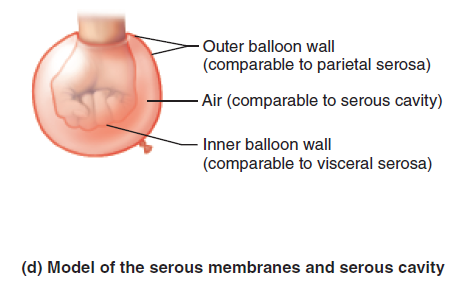 Outer balloon wall
(comparable to parietal serosa)
Air (comparable to serous cavity)
Inner balloon wall
(comparable to visceral serosa)
(d) Model of the serous membranes and serous cavity